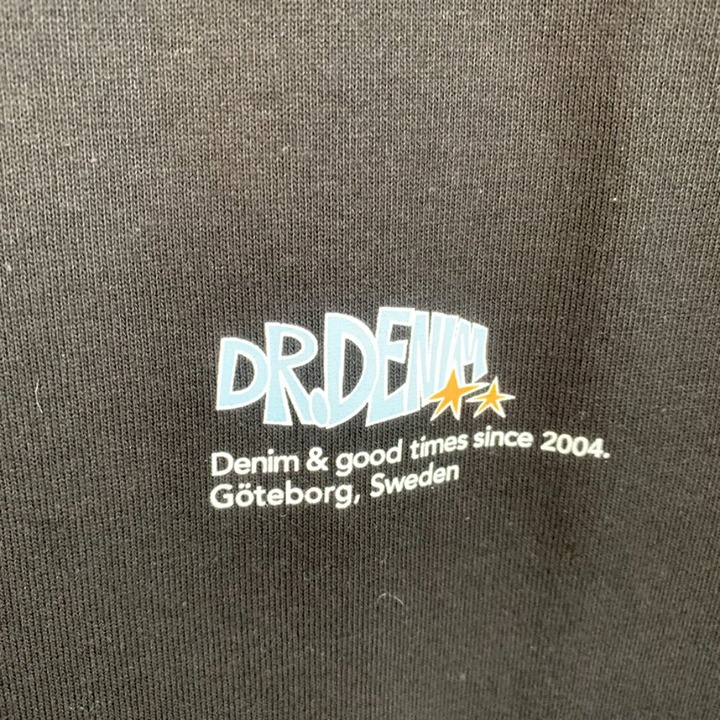 DR.DENIM
Denim & good times since 2004.
Göteborg, Sweden